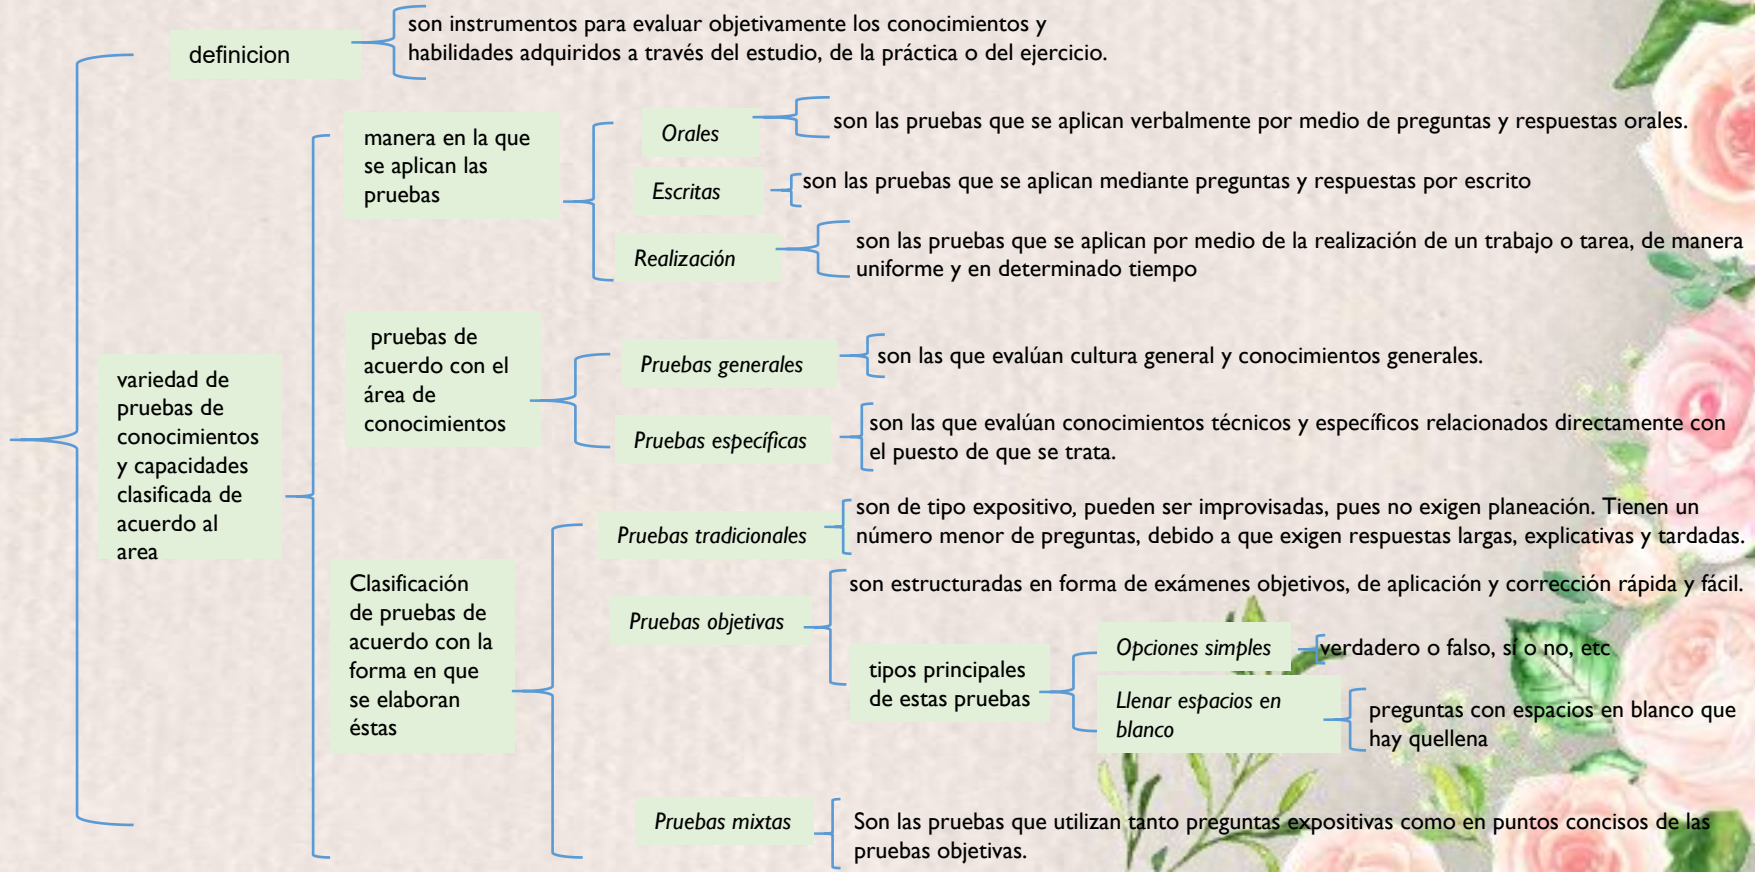 definicion
son instrumentos para evaluar objetivamente los conocimientos y
habilidades adquiridos a través del estudio, de la práctica o del ejercicio.
variedad de
pruebas de
conocimientos
y capacidades
clasificada de
acuerdo al
area
manera en la que
se aplican las
pruebas
Orales
son las pruebas que se aplican verbalmente por medio de preguntas y respuestas orales.
Escritas
son las pruebas que se aplican mediante preguntas y respuestas por escrito
Realización
son las pruebas que se aplican por medio de la realización de un trabajo o tarea, de manera
uniforme y en determinado tiempo
pruebas de
acuerdo con el
área de
conocimientos
Pruebas generales
son las que evalúan cultura general y conocimientos generales.
Pruebas específicas
son las que evalúan conocimientos técnicos y específicos relacionados directamente con
el puesto de que se trata.
Clasificación
de pruebas de
acuerdo con la
forma en que
se elaboran
éstas
Pruebas tradicionales
son de tipo expositivo, pueden ser improvisadas, pues no exigen planeación. Tienen un
número menor de preguntas, debido a que exigen respuestas largas, explicativas y tardadas.
Pruebas objetivas
son estructuradas en forma de exámenes objetivos, de aplicación y corrección rápida y fácil.
tipos principales
de estas pruebas
Opciones simples
verdadero o falso, sí o no, etc
Llenar espacios en
blanco
preguntas con espacios en blanco que
hay quellena
Pruebas mixtas
Son las pruebas que utilizan tanto preguntas expositivas como en puntos concisos de las
pruebas objetivas.